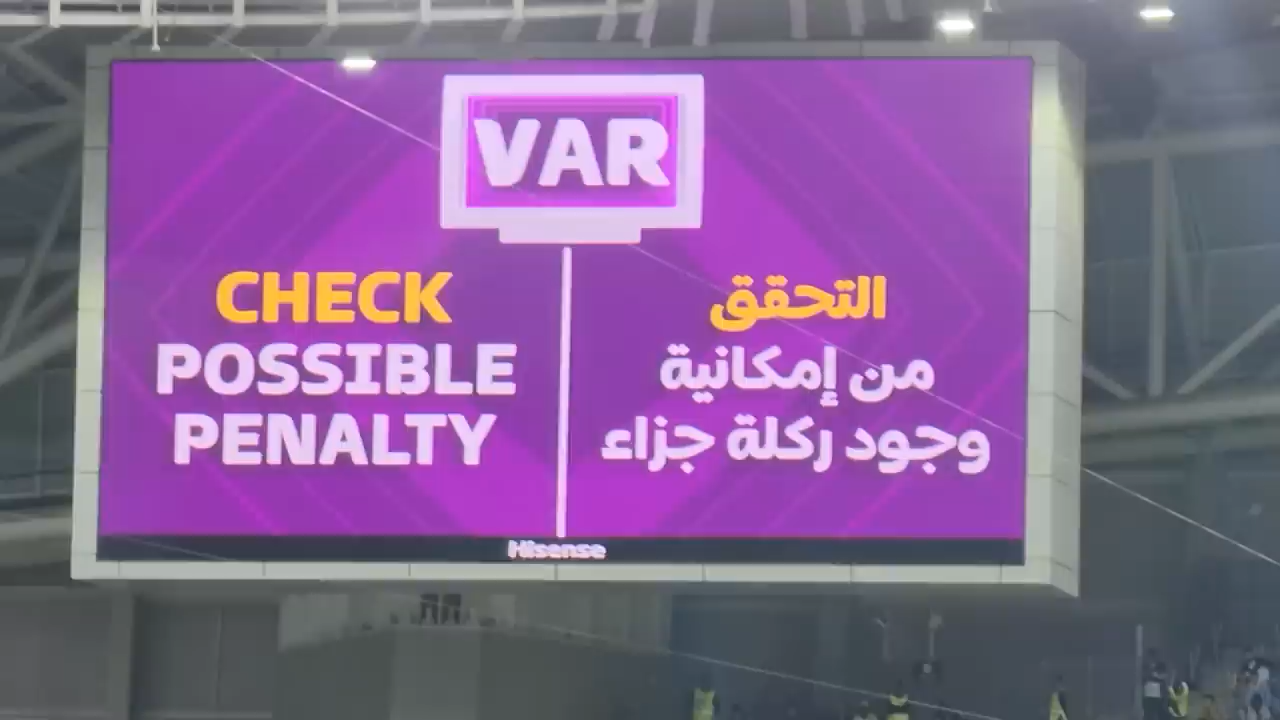 VAR
CHECK
POSSIBLE
PENALTY
التحقق
من إمكانية
وجود ركلة جزاء
Hisense